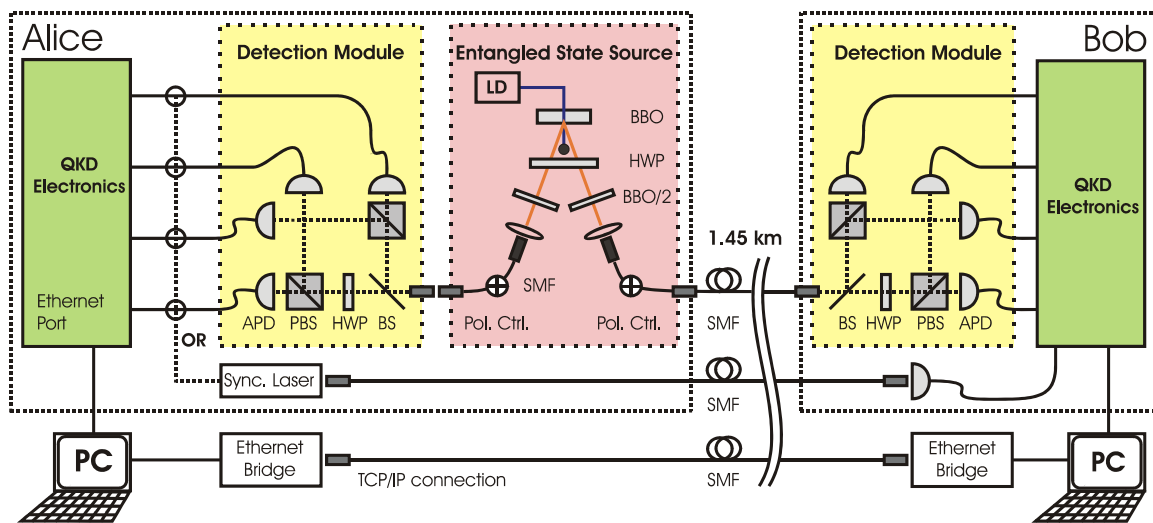 Alice
Bob
Detection Module
Entangled State Source
Detection Module
LD
BBO
QKD
Electronics
HWP
BBO/2
QKD
Electronics
1.45 km
SMF
Ethernet
Port
APD
PBS
HWP
BS
Pol. Ctrl.
Pol. Ctrl.
SMF
BS
HWP
PBS
APD
OR
Sync. Laser
SMF
PC
Ethernet
Bridge
TCP/IP connection
SMF
Ethernet
Bridge
PC